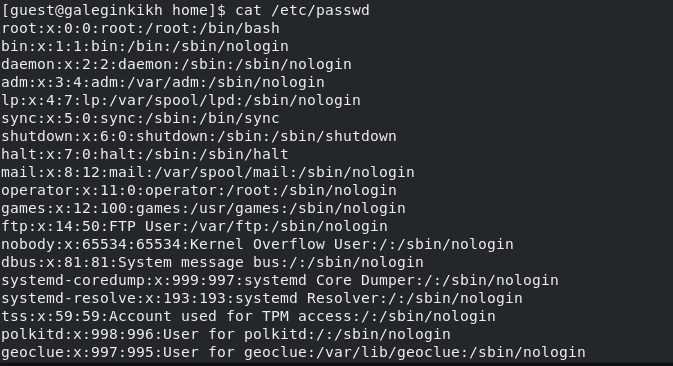 [guest@galeginkikh home]$ cat /etc/passwd
root:x:0:0:root:/root:/bin/bash
bin:x:1:1:bin:/bin:/sbin/nologin
daemon:x:2:2:daemon:/sbin:/sbin/nologin
adm:x:3:4:adm:/var/adm:/sbin/nologin
lp:x:4:7:lp:/var/spool/lpd:/sbin/nologin
sync:x:5:0:sync:/sbin:/bin/sync
shutdown:x:6:0:shutdown:/sbin:/sbin/shutdown
halt:x:7:0:halt:/sbin:/sbin/halt
mail:x:8:12:mail:/var/spool/mail:/sbin/nologin
operator:x:11:0:operator:/root:/sbin/nologin
games:x:12:100:games:/usr/games:/sbin/nologin
ftp:x:14:50:FTP User:/var/ftp:/sbin/nologin
nobody:x:65534:65534:Kernel Overflow User:/:/sbin/nologin
dbus:x:81:81:System message bus:/:/sbin/nologin
systemd-coredump:x:999:997:systemd Core Dumper:/:/sbin/nologin
systemd-resolve:x:193:193:systemd Resolver:/:/sbin/nologin
tss:x:59:59:Account used for TPM access:/:/sbin/nologin
polkitd:x:998:996:User for polkitd:/:/sbin/nologin
geoclue:x:997:995:User for geoclue:/var/lib/geoclue:/sbin/nologin